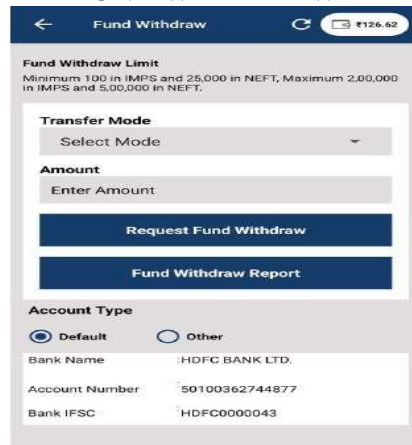 Fund Withdraw
₹126.62
Fund Withdraw Limit
Minimum 100 in IMPS and 25,000 in NEFT, Maximum 2,00,000
in IMPS and 5,00,000 in NEFT.
Transfer Mode
Select Mode
Amount
Enter Amount
Request Fund Withdraw
Fund Withdraw Report
Account Type
Default Other
Bank Name :HDFC BANK LTD.
Account Number :50100362744877
Bank IFSC :HDFC0000043